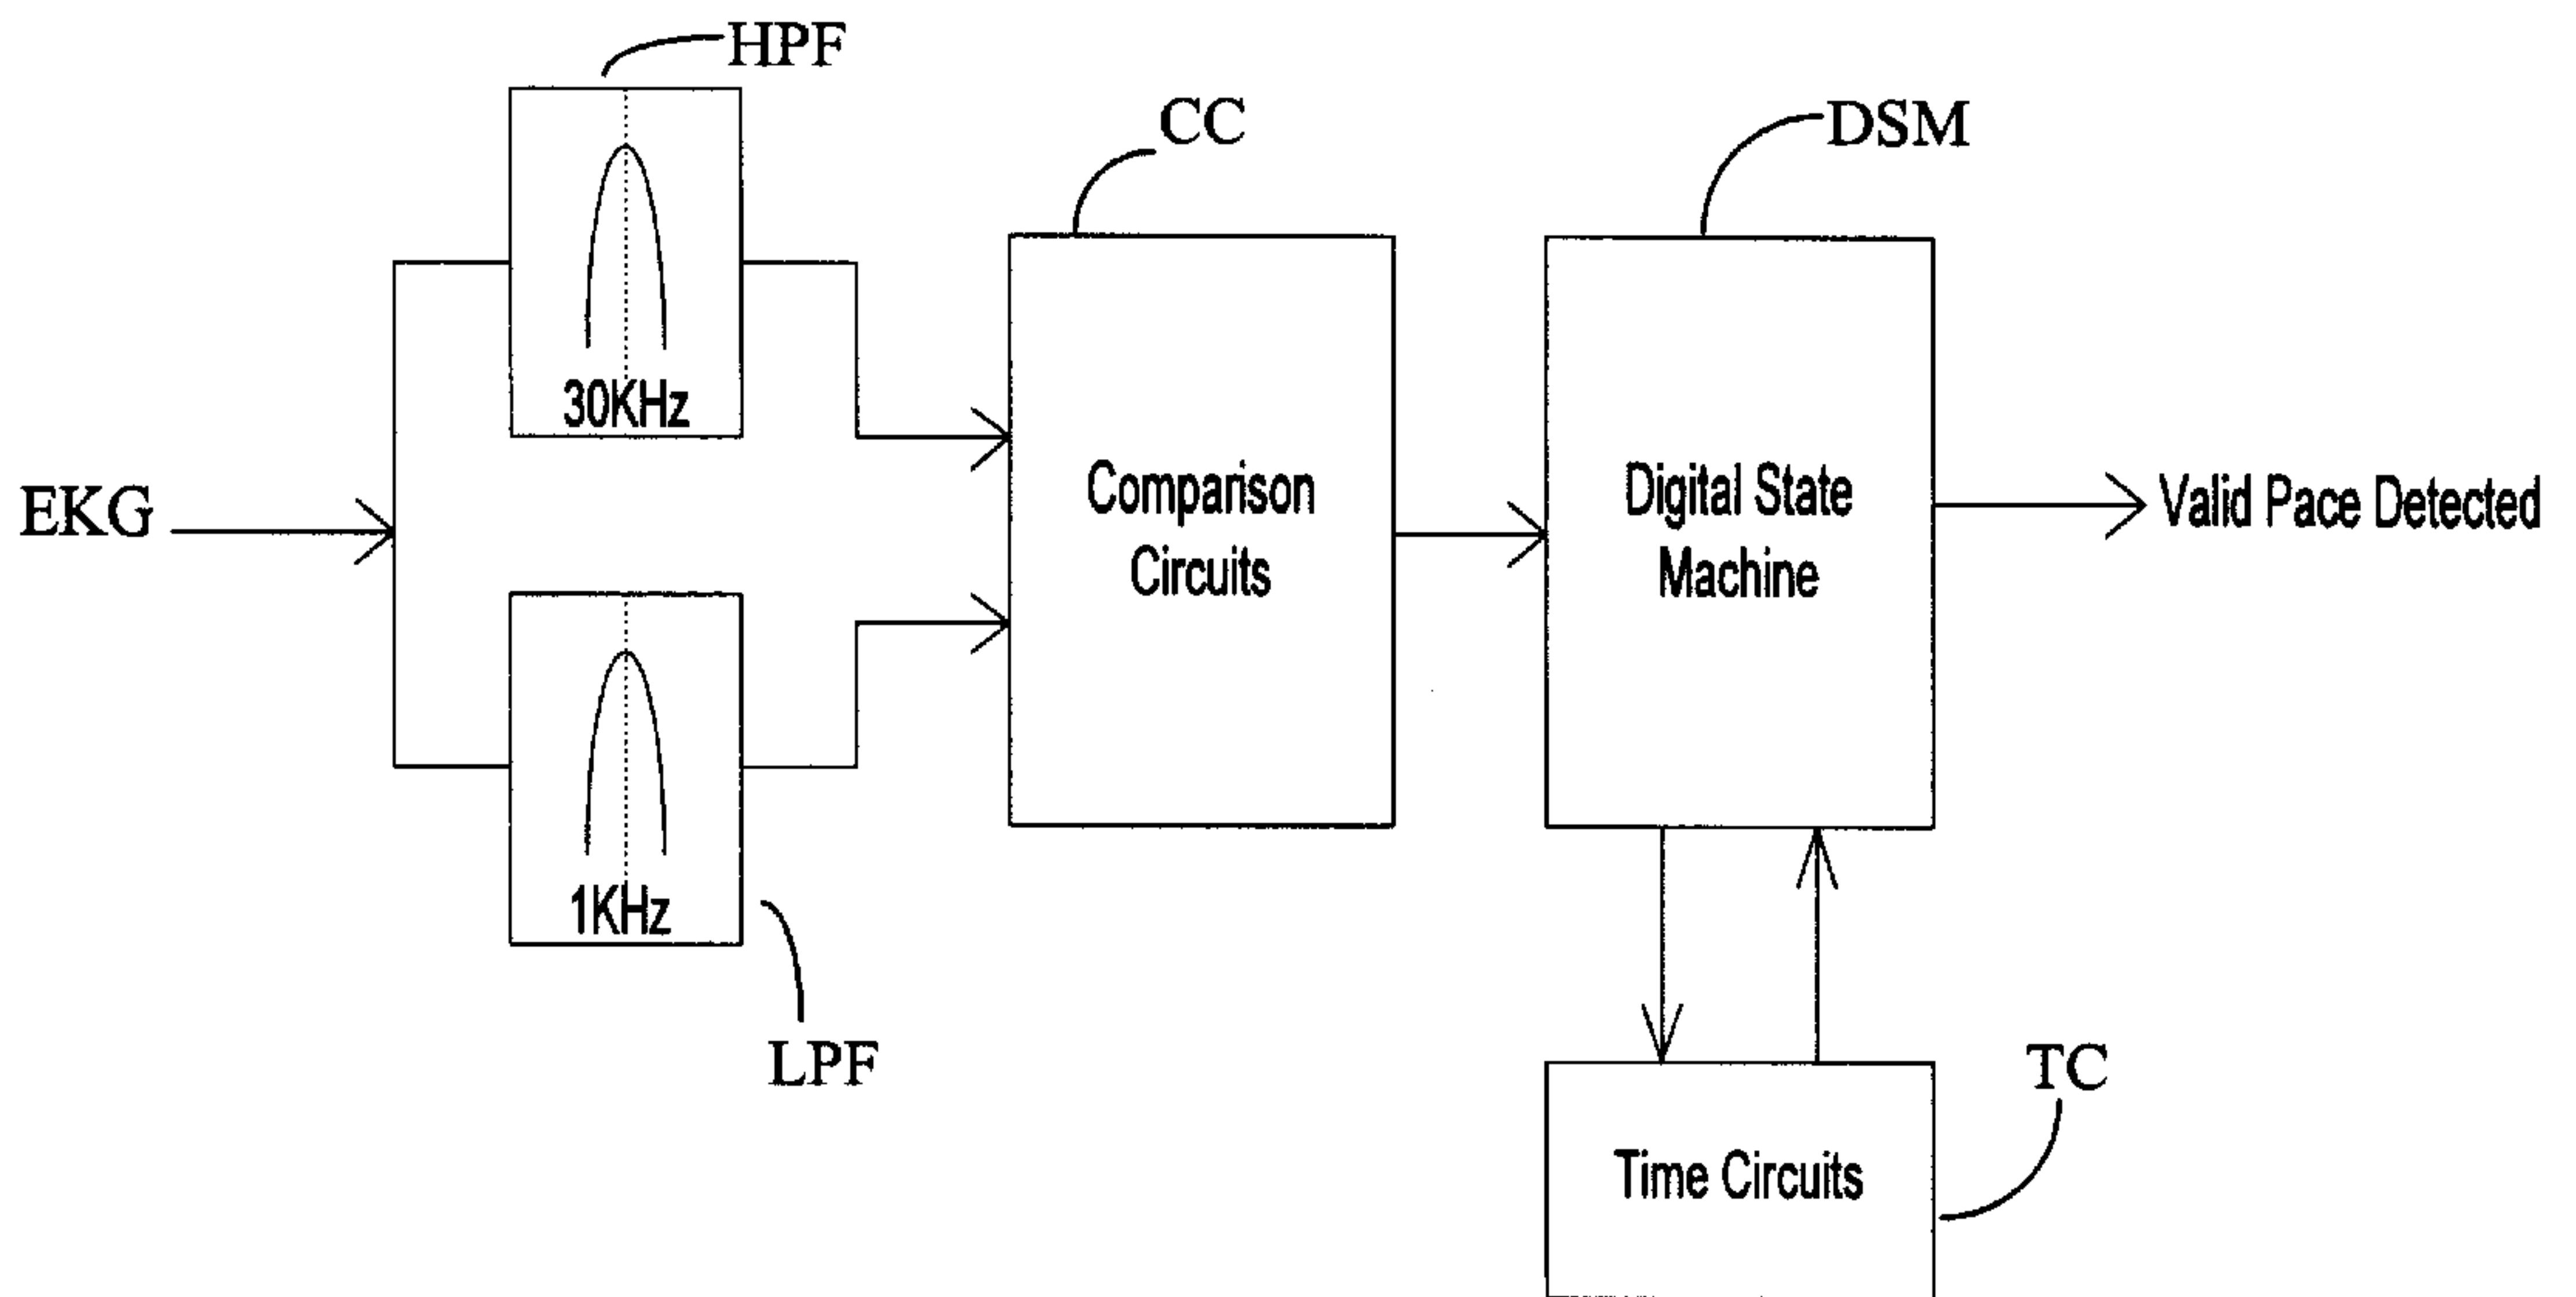 HPF
CC
DSM
30KHz
EKG
Comparison
Circuits
Digital State
Machine
Valid Pace Detected
1KHz
LPF
TC
Time Circuits